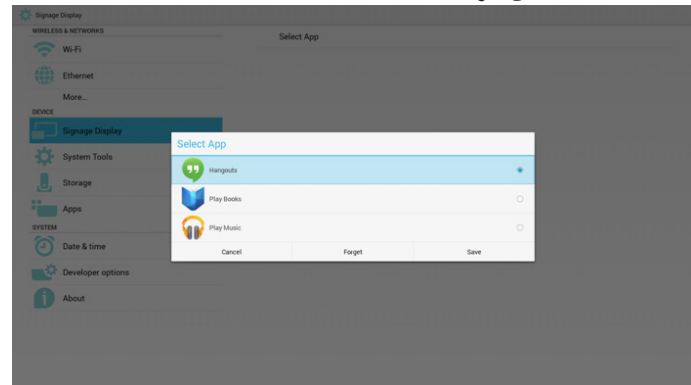 Signage Display
WIRELESS & NETWORKS
Wi-Fi
Ethernet
More...
DEVICE
Signage Display
System Tools
Storage
Apps
SYSTEM
Date & time
Developer options
About
Select App
Select App
Hangouts
Play Books
Play Music
Cancel
Forget
Save